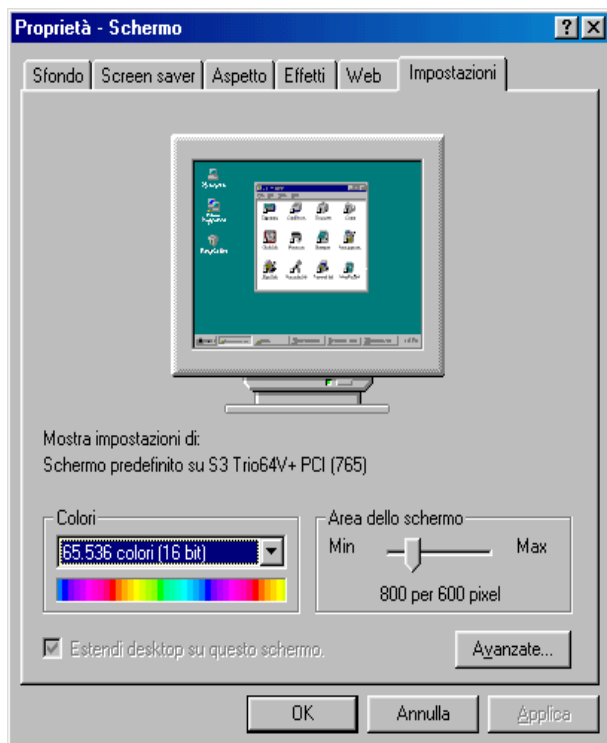 Proprietà - Schermo
Sfondo Screen saver Aspetto Effetti Web Impostazioni
Mostra impostazioni di:
Schermo predefinito su S3 Trio64V+ PCI (765)
Colori
65.536 colori (16 bit)
Area dello schermo
Min Max
800 per 600 pixel
Estendi desktop su questo schermo.
Avanzate...
OK Annulla Applica